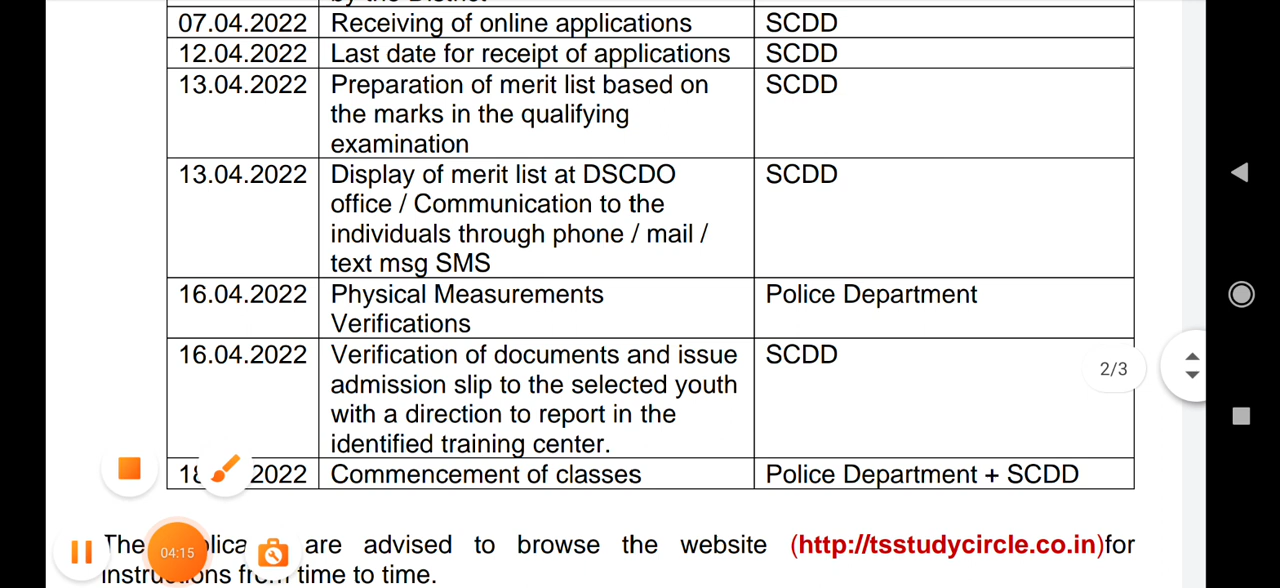 by the District
07.04.2022 Receiving of online applications SCDD
12.04.2022 Last date for receipt of applications SCDD
13.04.2022 Preparation of merit list based on SCDD
the marks in the qualifying
examination
13.04.2022 Display of merit list at DSCDO SCDD
office / Communication to the
individuals through phone / mail /
text msg SMS
16.04.2022 Physical Measurements Police Department
Verifications
16.04.2022 Verification of documents and issue SCDD
admission slip to the selected youth
with a direction to report in the
identified training center.
2/3
2022 Commencement of classes Police Department + SCDD
The are advised to browse the website (http://tsstudycircle.co.in)for
instructions from time to time.
04:15